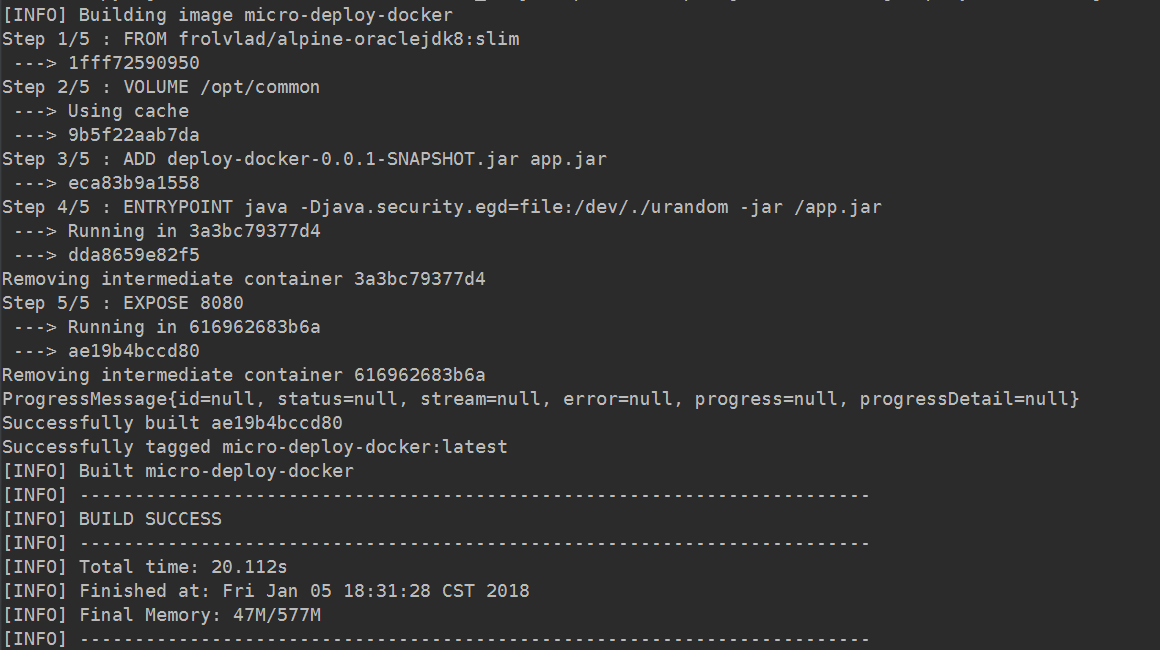 [INFO] Building image micro-deploy-docker
Step 1/5 : FROM frolvlad/alpine-oraclejdk8:slim
 ---> 1fff72590950
Step 2/5 : VOLUME /opt/common
 ---> Using cache
 ---> 9b5f22aab7da
Step 3/5 : ADD deploy-docker-0.0.1-SNAPSHOT.jar app.jar
 ---> eca83b9a1558
Step 4/5 : ENTRYPOINT java -Djava.security.egd=file:/dev/./urandom -jar /app.jar
 ---> Running in 3a3bc79377d4
 ---> dda8659e82f5
Removing intermediate container 3a3bc79377d4
Step 5/5 : EXPOSE 8080
 ---> Running in 616962683b6a
 ---> ae19b4bccd80
Removing intermediate container 616962683b6a
ProgressMessage{id=null, status=null, stream=null, error=null, progress=null, progressDetail=null}
Successfully built ae19b4bccd80
Successfully tagged micro-deploy-docker:latest
[INFO] Built micro-deploy-docker
[INFO] ------------------------------------------------------------------------
[INFO] BUILD SUCCESS
[INFO] ------------------------------------------------------------------------
[INFO] Total time: 20.112s
[INFO] Finished at: Fri Jan 05 18:31:28 CST 2018
[INFO] Final Memory: 47M/577M
[INFO] ------------------------------------------------------------------------